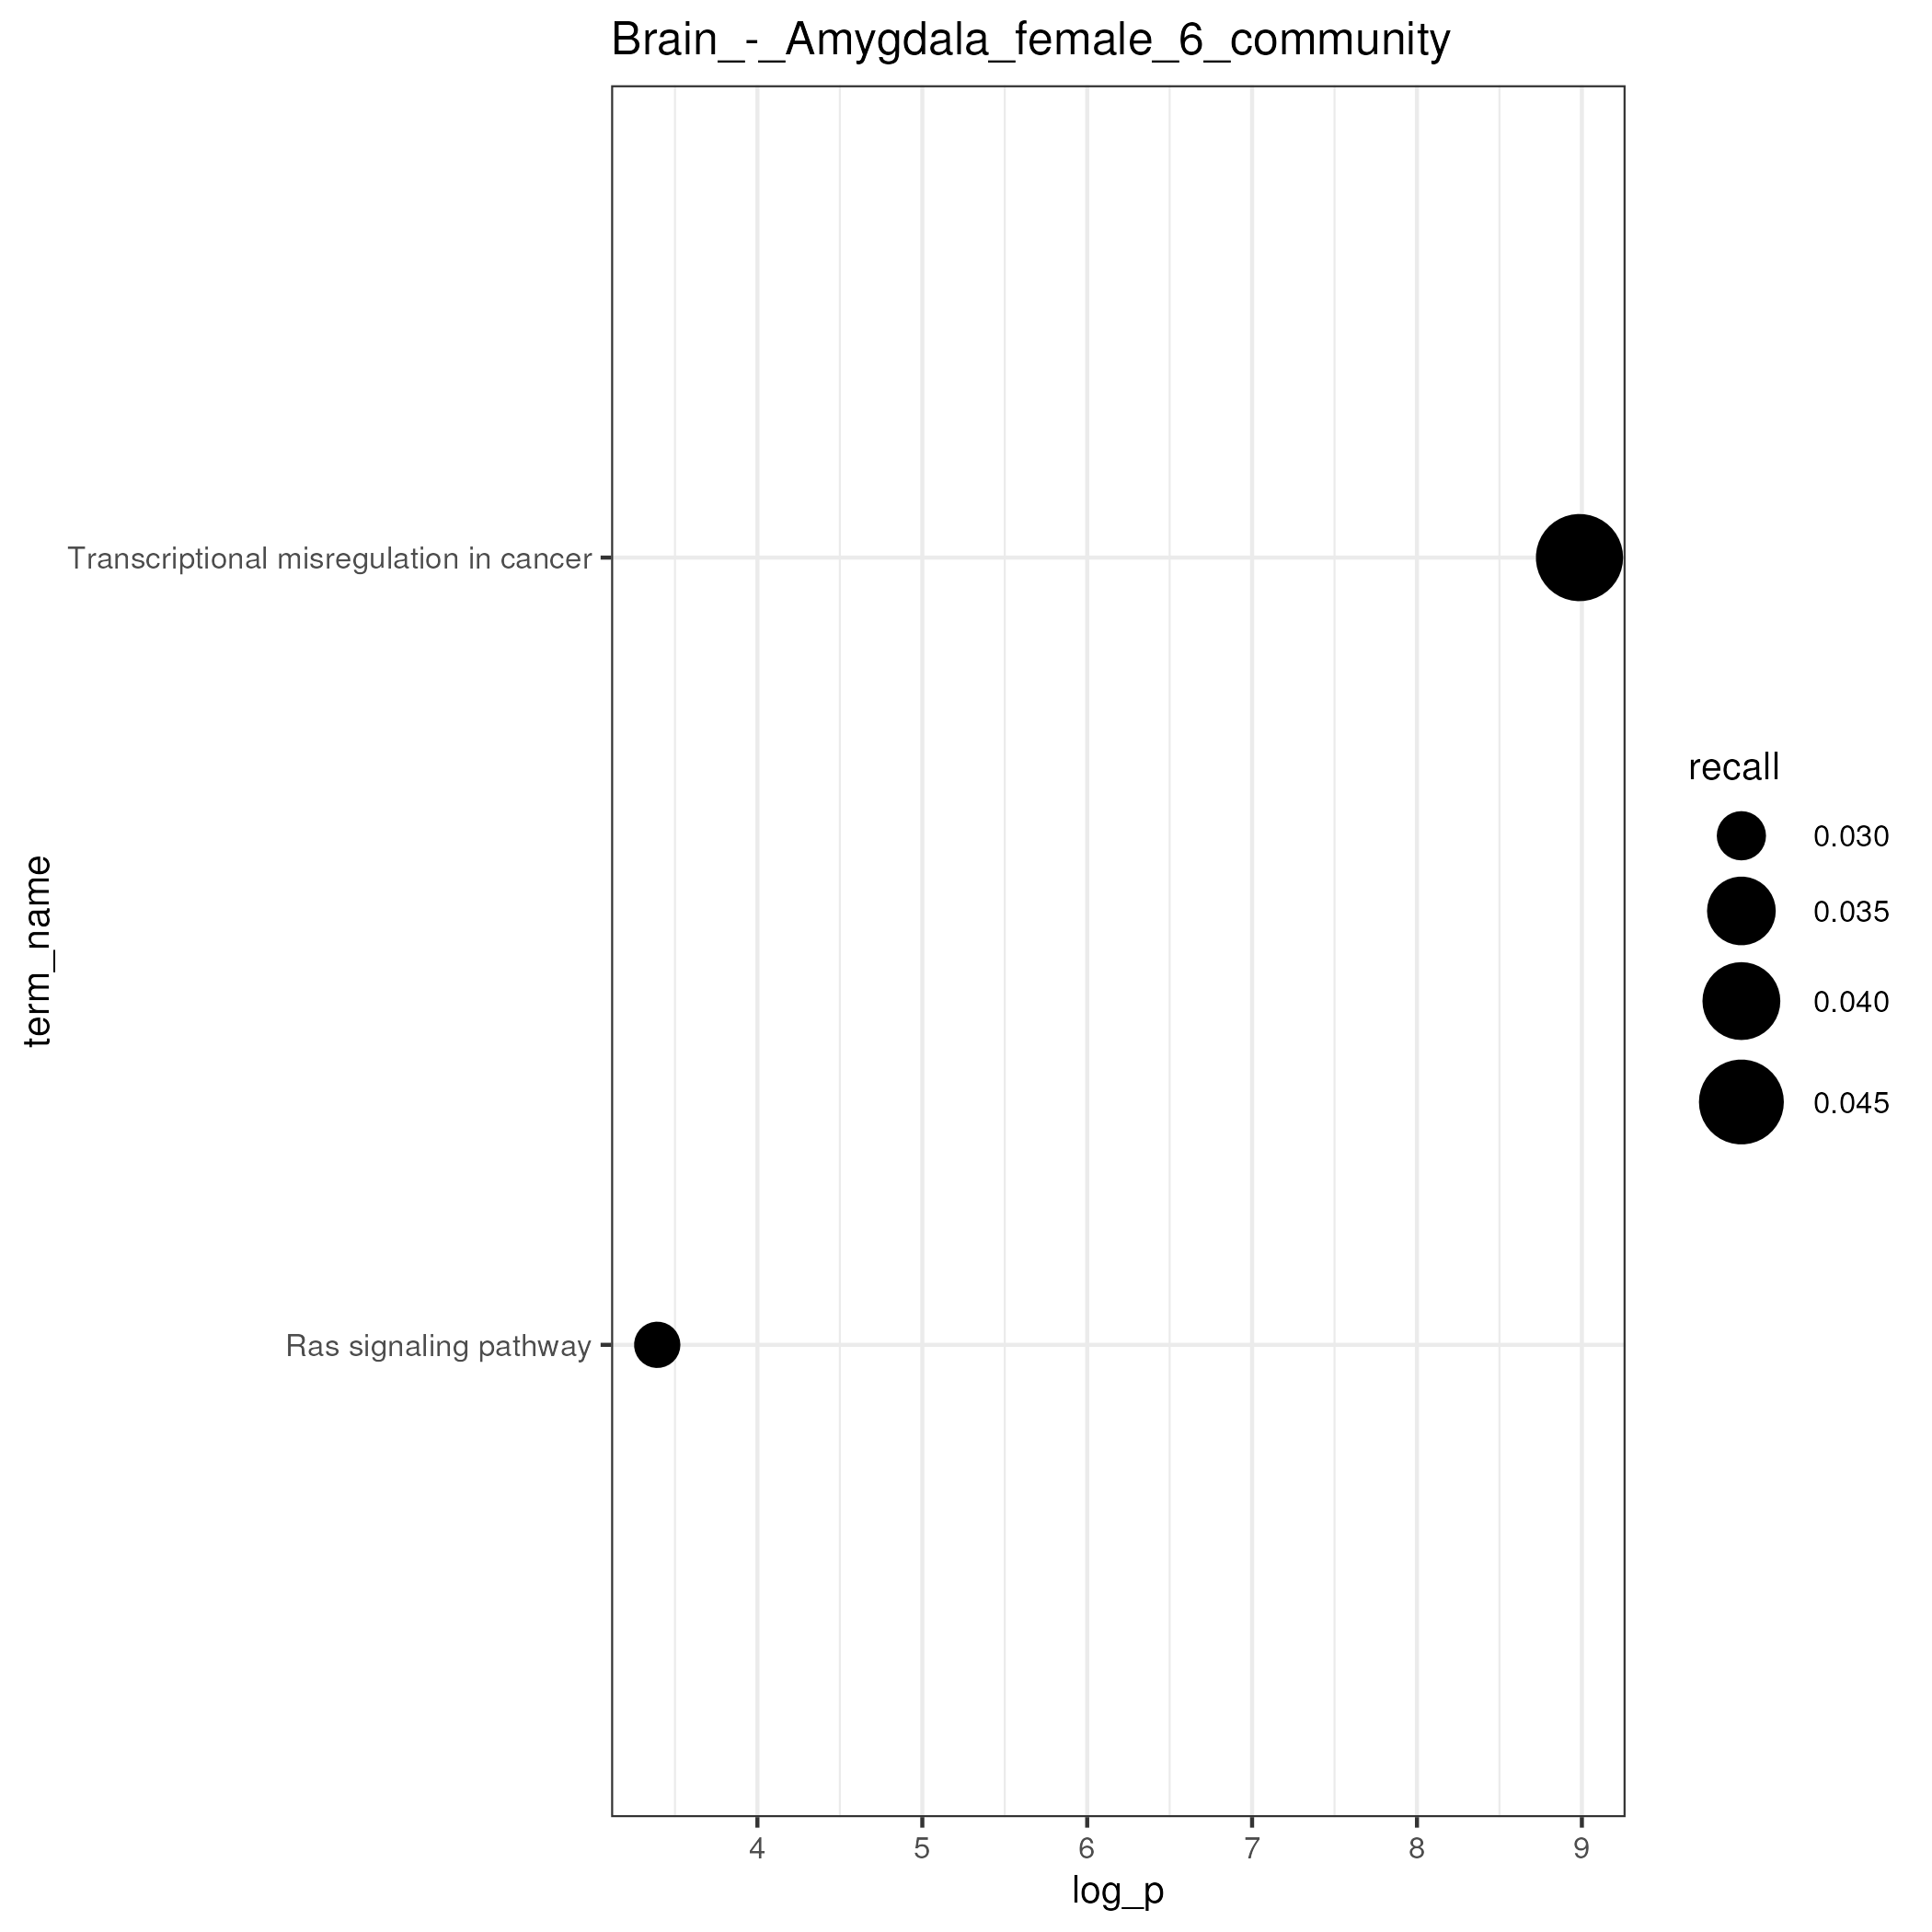 Brain_-_Amygdala_female_6_community
Transcriptional misregulation in cancer
Ras signaling pathway
term_name
4 5 6 7 8 9
log_p
recall
0.030
0.035
0.040
0.045